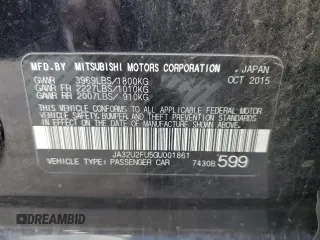 MFD.BY MITSUBISHI MOTORS CORPORATION , JAPAN
GVWR 3969LBS/1800KG OCT 2015
GAWR FR 2227LBS/1010KG
GAWR RR 2007LBS/ 910KG
THIS VEHICLE CONFORMS TO ALL APPLICABLE
FEDERAL MOTOR VEHICLE
SAFETY, BUMPER AND THEFT PREVENTION STANDARDS
IN EFFECT ON THE DATE OF MANUFACTURE
SHOWN ABOVE.
JA32U2FU5GU001861
VEHICLE TYPE: PASSENGER CAR 7430B 599